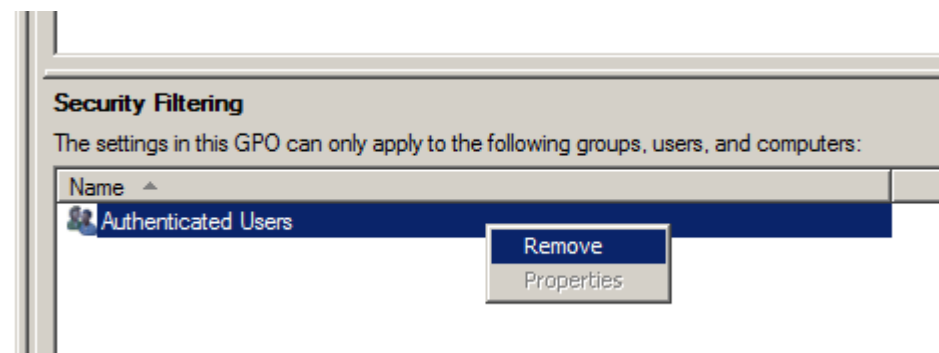 Security Filtering
The settings in this GPO can only apply to the following groups, users, and computers:
Name
Authenticated Users
Remove
Properties